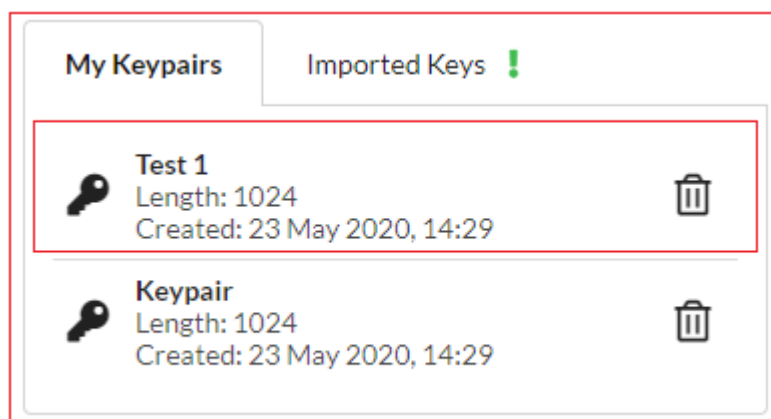 My Keypairs
Imported Keys !
Test 1
Length: 1024
Created: 23 May 2020, 14:29
Keypair
Length: 1024
Created: 23 May 2020, 14:29